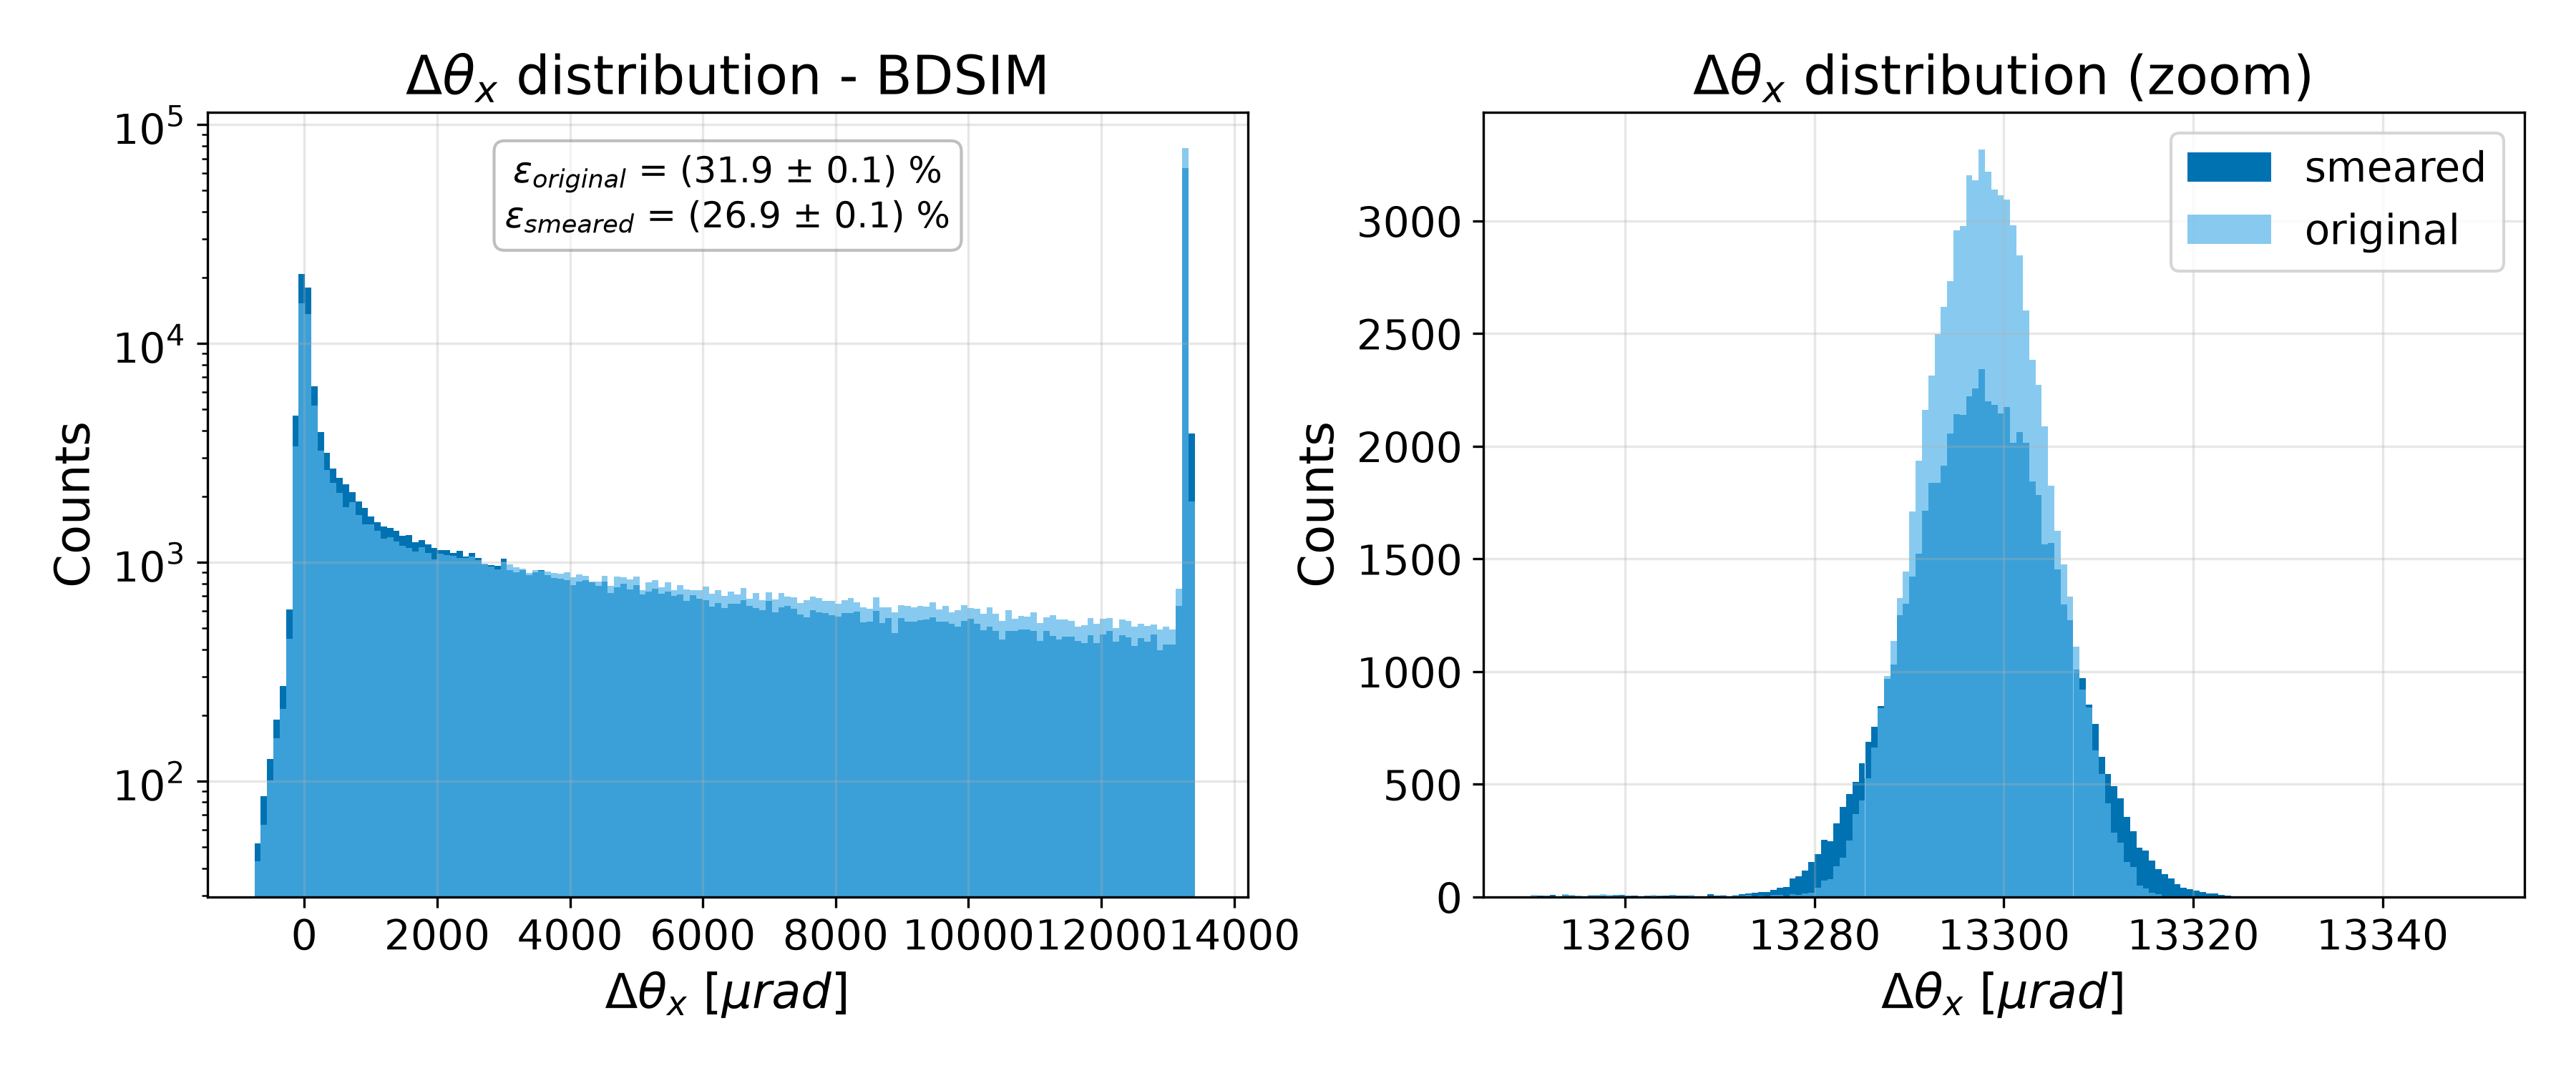 Δθx distribution - BDSIM
εoriginal = (31.9 ± 0.1) %
εsmeared = (26.9 ± 0.1) %
10^5
10^4
10^3
10^2
Counts
0 2000 4000 6000 8000 10000 12000 14000
Δθx [μrad]
Δθx distribution (zoom)
smeared
original
3000
2500
2000
1500
1000
500
0
Counts
13260 13280 13300 13320 13340
Δθx [μrad]